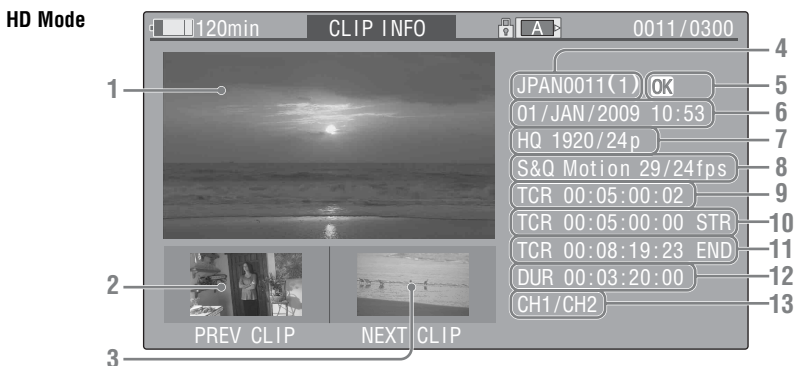 HD Mode
120min CLIP INFO A 0011/0300
4
1
JPAN0011(1) OK 5
01/JAN/2009 10:53 6
HQ 1920/24p 7
S&Q Motion 29/24fps 8
TCR 00:05:00:02 9
TCR 00:05:00:00 STR 10
TCR 00:08:19:23 END 11
2 DUR 00:03:20:00 12
CH1/CH2 13
PREV CLIP NEXT CLIP
3